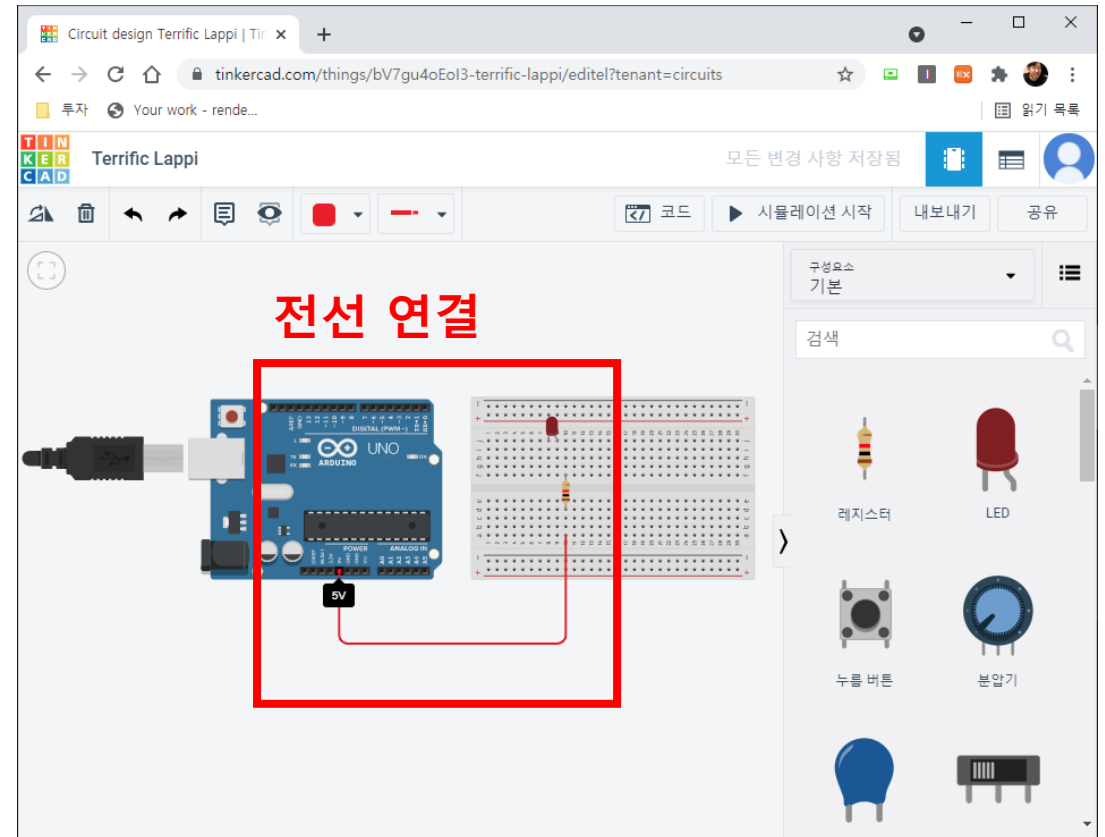 Circuit design Terrific Lappi | Tin
tinkercad.com/things/bV7gu4oEoI3-terrific-lappi/editel?tenant=circuits
투자
Your work - rende...
읽기 목록
TIN
KER
CAD
Terrific Lappi
모든 변경 사항 저장됨
코드
시뮬레이션 시작
내보내기
공유
구성요소
기본
전선 연결
검색
DIGITAL (PWM~)
UNO
ARDUINO
레지스터
LED
POWER
ANALOG IN
5V
누름 버튼
분압기